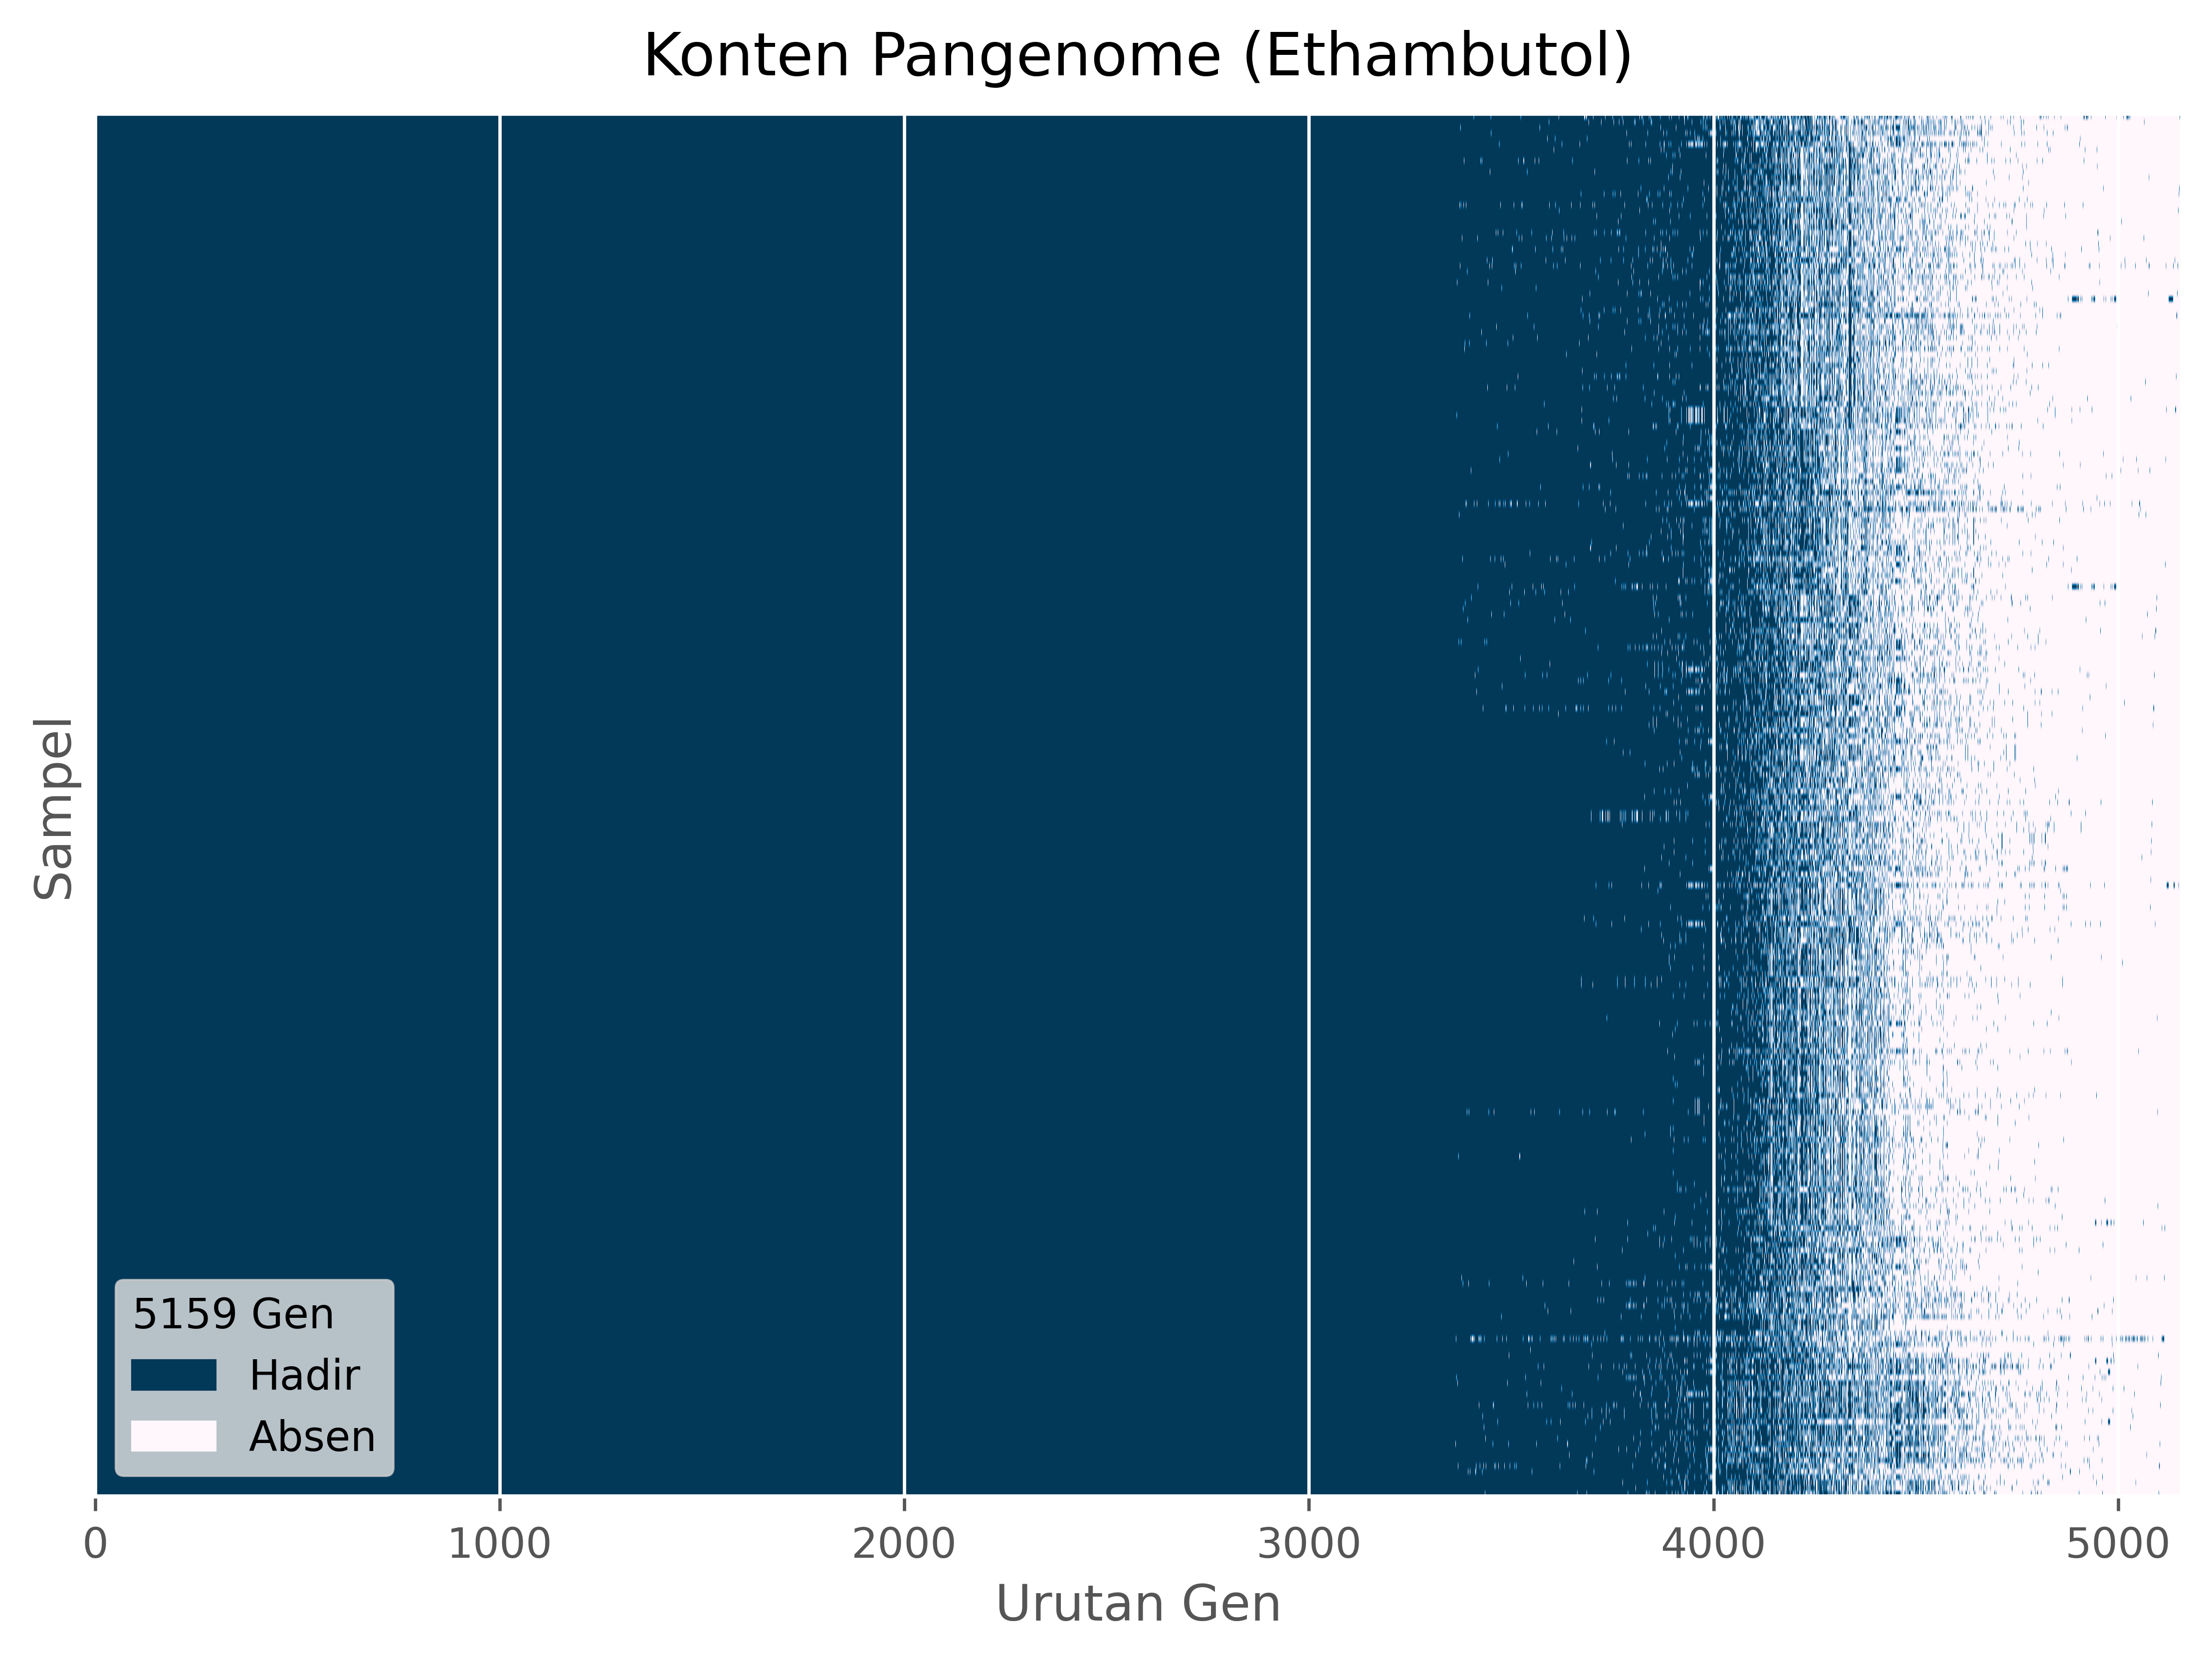 Konten Pangenome (Ethambutol)
Sampel
5159 Gen
Hadir
Absen
0 1000 2000 3000 4000 5000
Urutan Gen